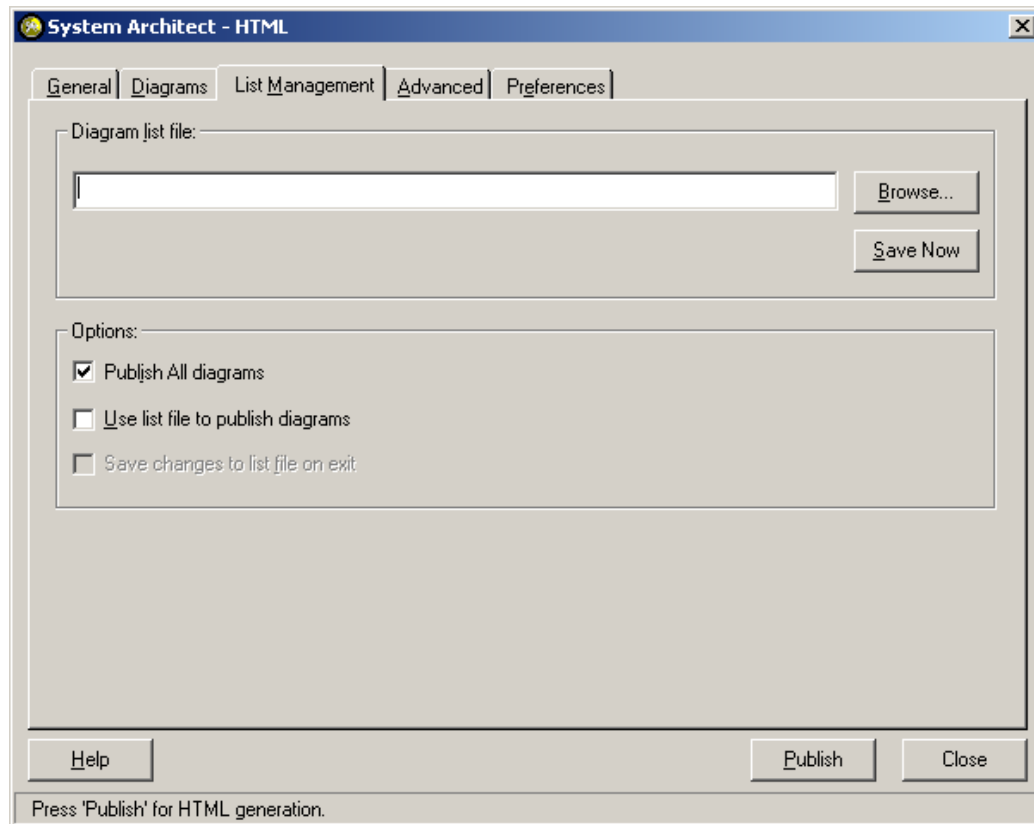 System Architect - HTML
General Diagrams List Management Advanced Preferences
Diagram list file:
Browse...
Save Now
Options:
Publish All diagrams
Use list file to publish diagrams
Save changes to list file on exit
Help Publish Close
Press 'Publish' for HTML generation.